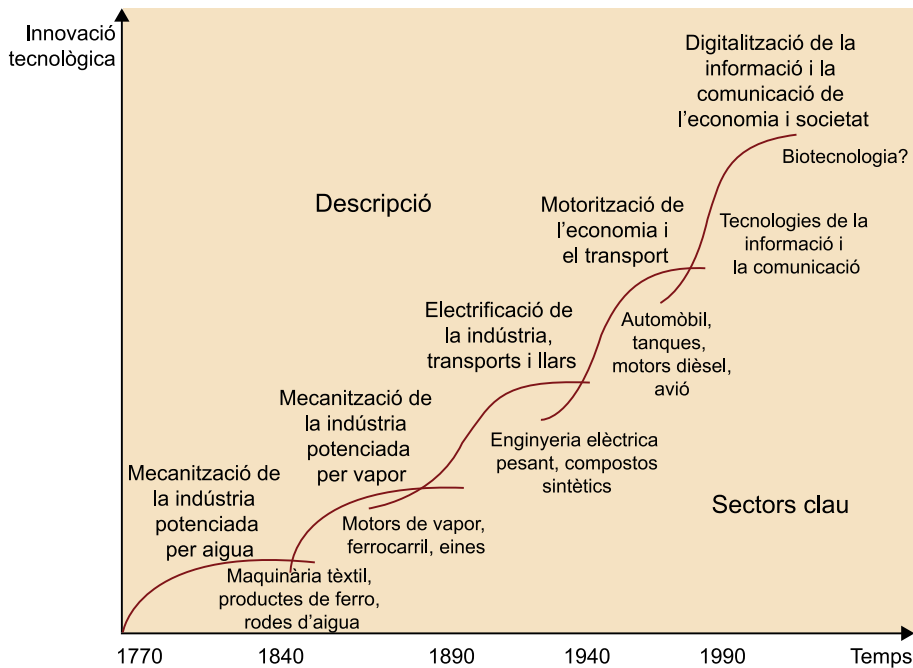 Innovació
tecnològica
Digitalització de la
informació i la
comunicació de
l’economia i societat
Biotecnologia?
Descripció
Motorització de
l’economia i
el transport
Tecnologies de la
informació i
la comunicació
Electrificació de
la indústria,
transports i llars
Automòbil,
tanques,
motors dièsel,
avió
Mecanització de
la indústria
potenciada
per vapor
Enginyeria elèctrica
pesant, compostos
sintètics
Mecanització de
la indústria
potenciada
per aigua
Motors de vapor,
ferrocarril, eines
Sectors clau
Maquinària tèxtil,
productes de ferro,
rodes d’aigua
1770 1840 1890 1940 1990 Temps